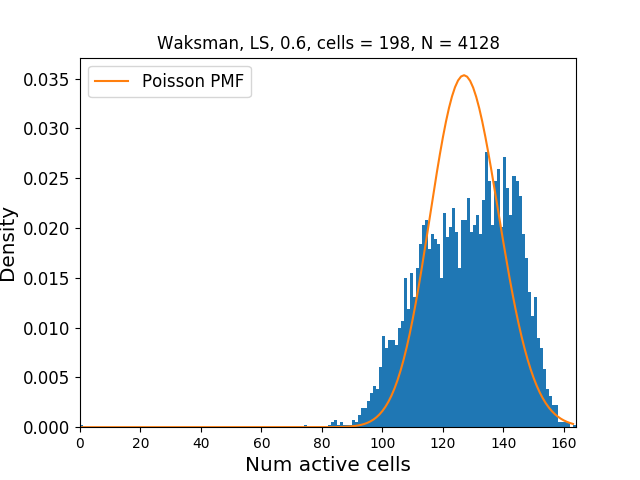 Waksman, LS, 0.6, cells = 198, N = 4128
Poisson PMF
0.035
0.030
0.025
0.020
0.015
0.010
0.005
0.000
Density
0 20 40 60 80 100 120 140 160
Num active cells